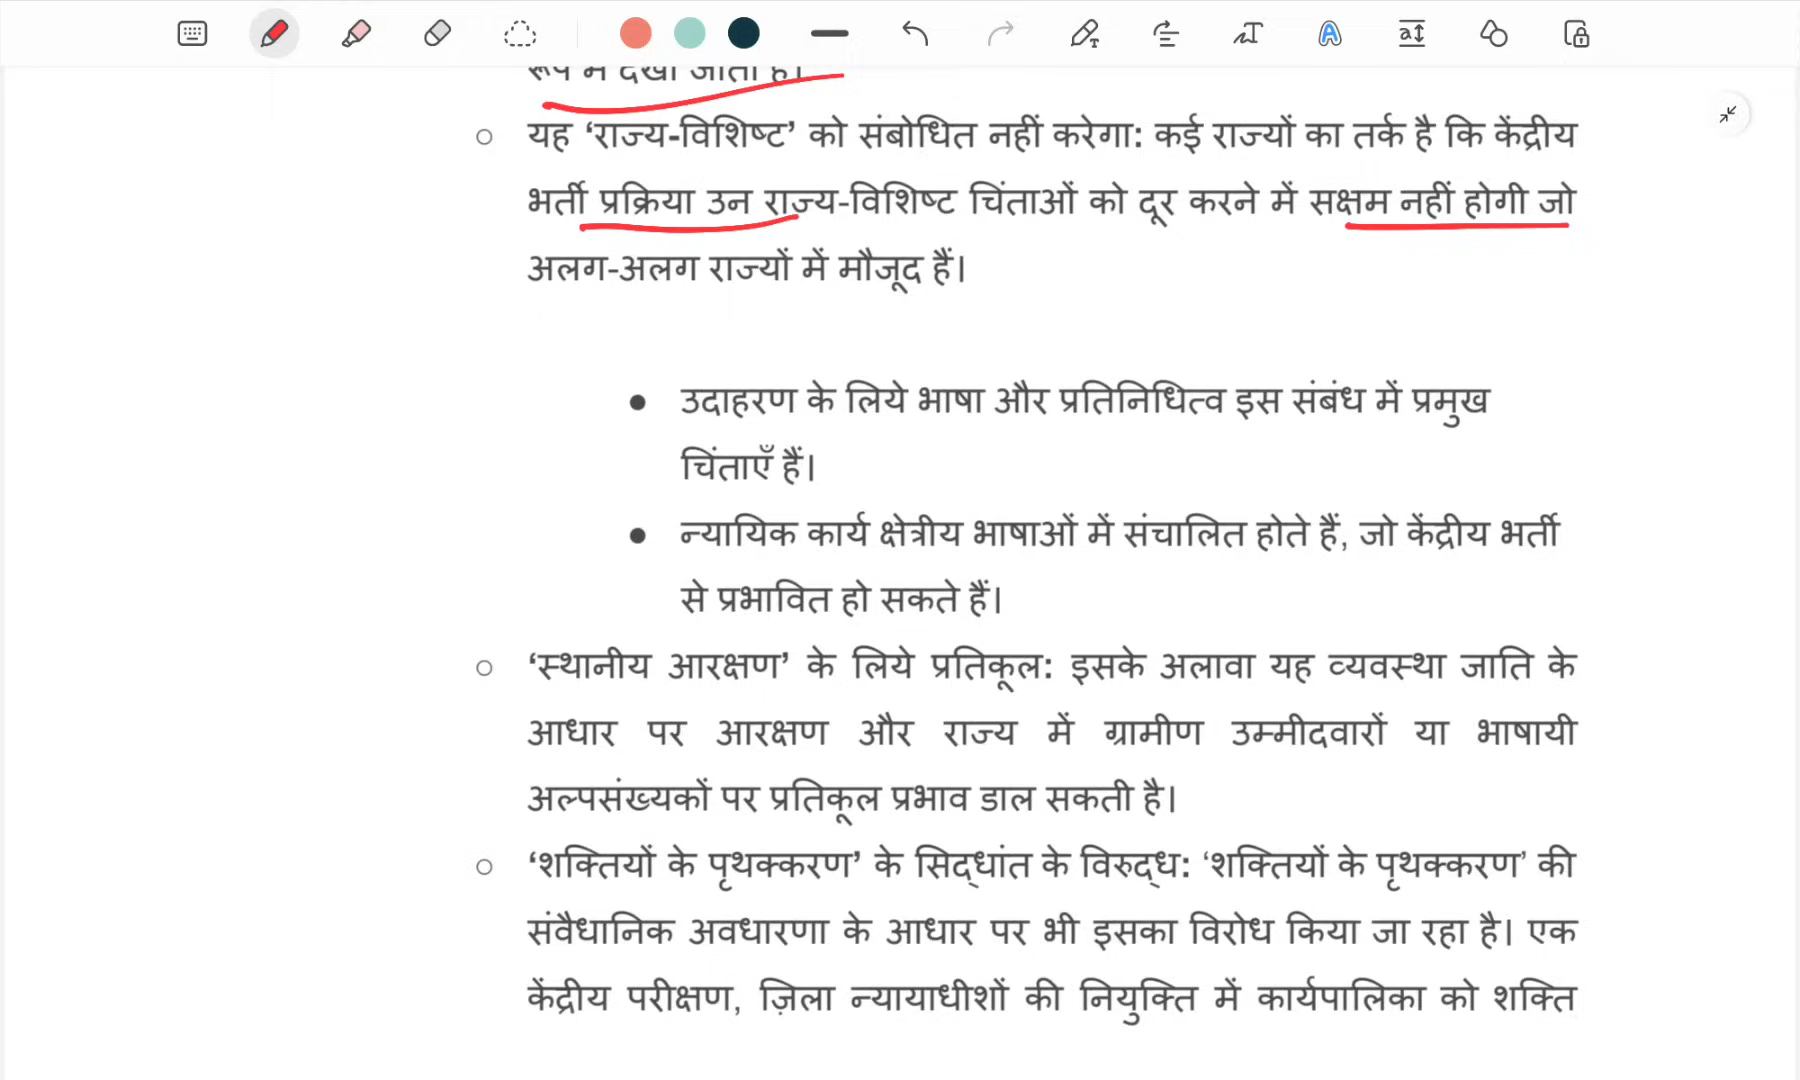 रूप में देखा जाता है।
यह ‘राज्य-विशिष्ट’ को संबोधित नहीं करेगा: कई राज्यों का तर्क है कि केंद्रीय
भर्ती प्रक्रिया उन राज्य-विशिष्ट चिंताओं को दूर करने में सक्षम नहीं होगी जो
अलग-अलग राज्यों में मौजूद हैं।
उदाहरण के लिये भाषा और प्रतिनिधित्व इस संबंध में प्रमुख
चिंताएँ हैं।
न्यायिक कार्य क्षेत्रीय भाषाओं में संचालित होते हैं, जो केंद्रीय भर्ती
से प्रभावित हो सकते हैं।
‘स्थानीय आरक्षण’ के लिये प्रतिकूल: इसके अलावा यह व्यवस्था जाति के
आधार पर आरक्षण और राज्य में ग्रामीण उम्मीदवारों या भाषायी
अल्पसंख्यकों पर प्रतिकूल प्रभाव डाल सकती है।
‘शक्तियों के पृथक्करण’ के सिद्धांत के विरुद्ध: ‘शक्तियों के पृथक्करण’ की
संवैधानिक अवधारणा के आधार पर भी इसका विरोध किया जा रहा है। एक
केंद्रीय परीक्षण, ज़िला न्यायाधीशों की नियुक्ति में कार्यपालिका को शक्ति